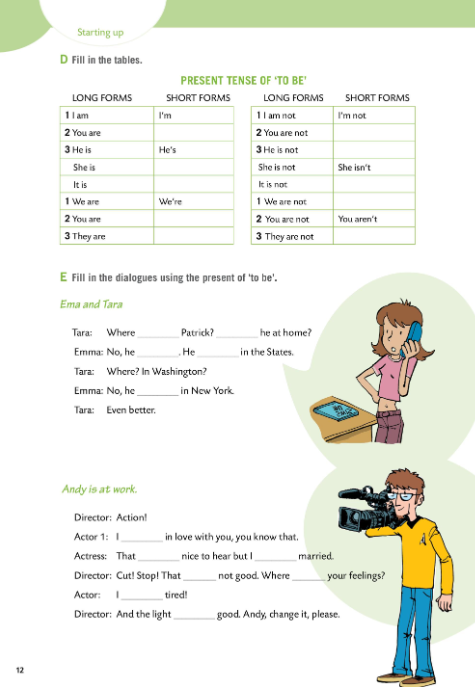 Starting up
D Fill in the tables.
PRESENT TENSE OF ‘TO BE’
LONG FORMS SHORT FORMS LONG FORMS SHORT FORMS
1 I am I'm 1 I am not I'm not
2 You are 2 You are not
3 He is He's 3 He is not
She is She is not She isn't
It is It is not
1 We are We're 1 We are not
2 You are 2 You are not You aren't
3 They are 3 They are not
E Fill in the dialogues using the present of ‘to be’.
Ema and Tara
Tara: Where ________ Patrick? ________ he at home?
Emma: No, he ________. He ________ in the States.
Tara: Where? In Washington?
Emma: No, he ________ in New York.
Tara: Even better.
Andy is at work.
Director: Action!
Actor 1: I ________ in love with you, you know that.
Actress: That ________ nice to hear but I ________ married.
Director: Cut! Stop! That ______ not good. Where ______ your feelings?
Actor: I ________ tired!
Director: And the light ________ good. Andy, change it, please.
12